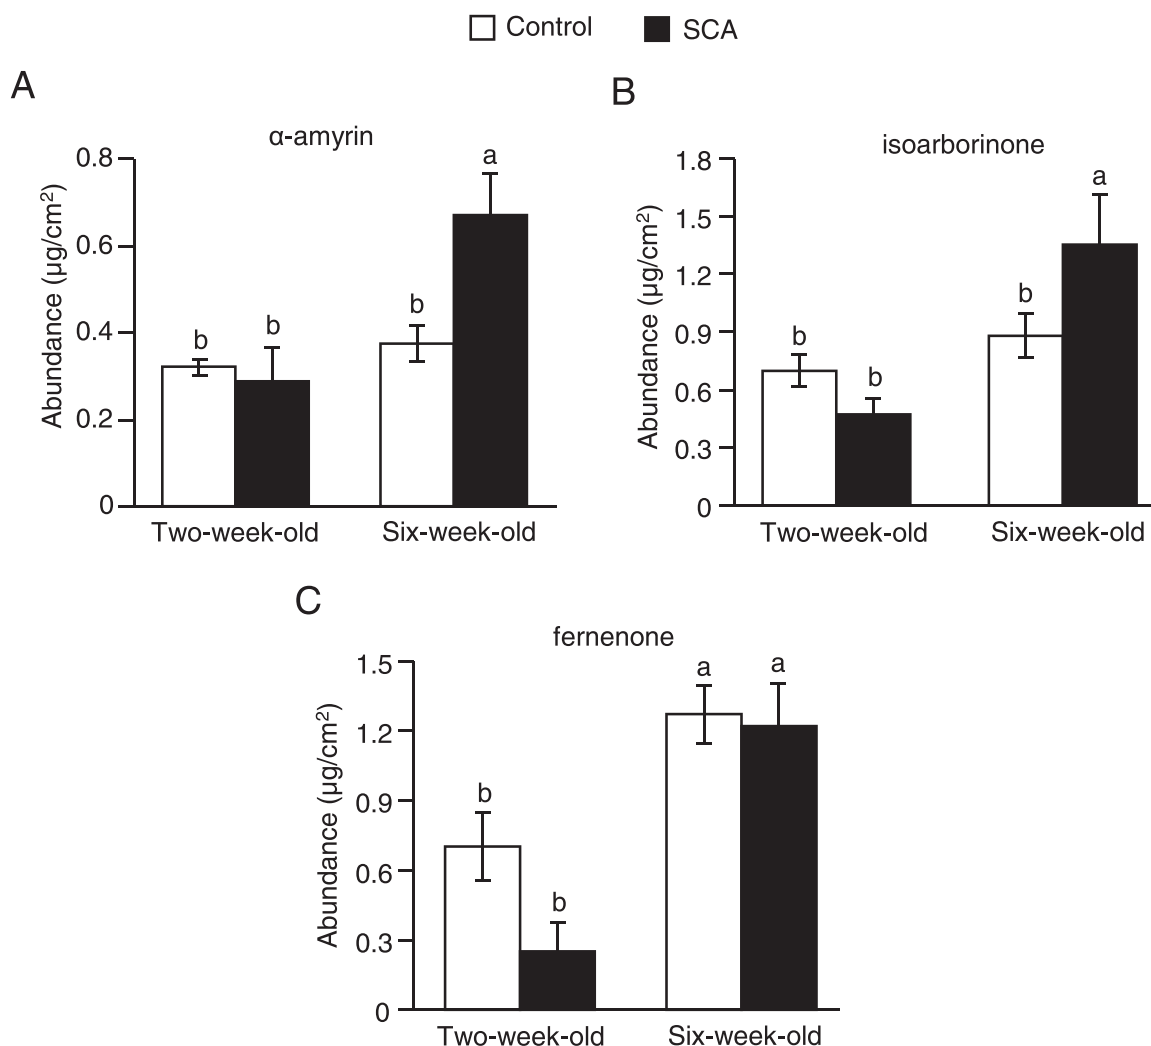 Control SCA
A
α-amyrin
Abundance (µg/cm²)
0.8
0.6
0.4
0.2
0
b b b a
Two-week-old Six-week-old
B
isoarborinone
Abundance (µg/cm²)
1.8
1.5
1.2
0.9
0.6
0.3
0
b b b a
Two-week-old Six-week-old
C
fernenone
Abundance (µg/cm²)
1.5
1.2
0.9
0.6
0.3
0
b b a a
Two-week-old Six-week-old